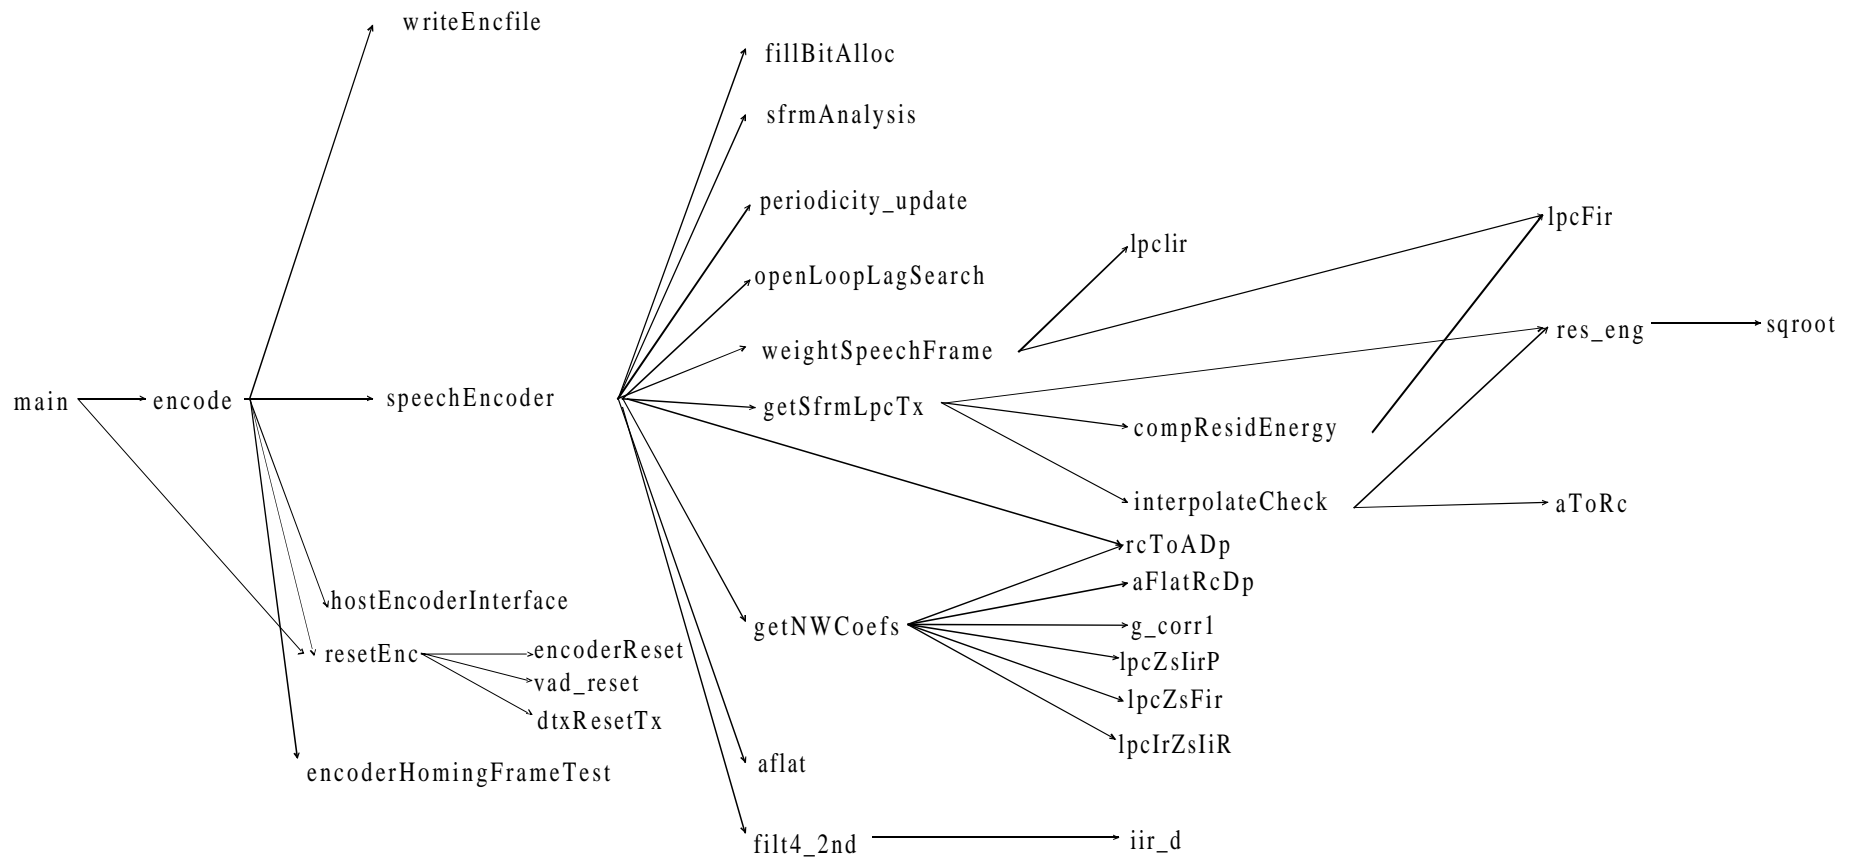 writeEncfile
fillBitAlloc
sfrmAnalysis
periodicity_update
lpcFir
lpclir
openLoopLagSearch
res_eng
sqroot
weightSpeechFrame
main
encode
speechEncoder
getSfrmLpcTx
compResidEnergy
interpolateCheck
aToRc
rcToADp
aFlatRcDp
hostEncoderInterface
getNWCoefs
g_corr1
resetEnc
encoderReset
lpcZsIirP
vad_reset
lpcZsFir
dtxResetTx
lpcIrZsIiR
aflat
encoderHomingFrameTest
filt4_2nd
iir_d